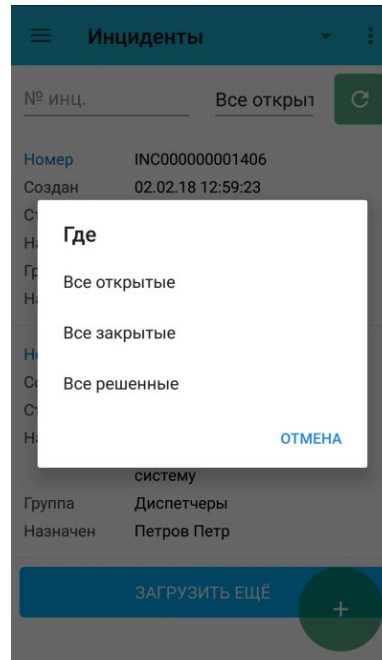 Инциденты
№ инц. Все открыт
Номер INC000000001406
Создан 02.02.18 12:59:23
Где
Все открытые
Все закрытые
Все решенные
ОТМЕНА
систему
Группа Диспетчеры
Назначен Петров Петр
ЗАГРУЗИТЬ ЕЩЁ
+